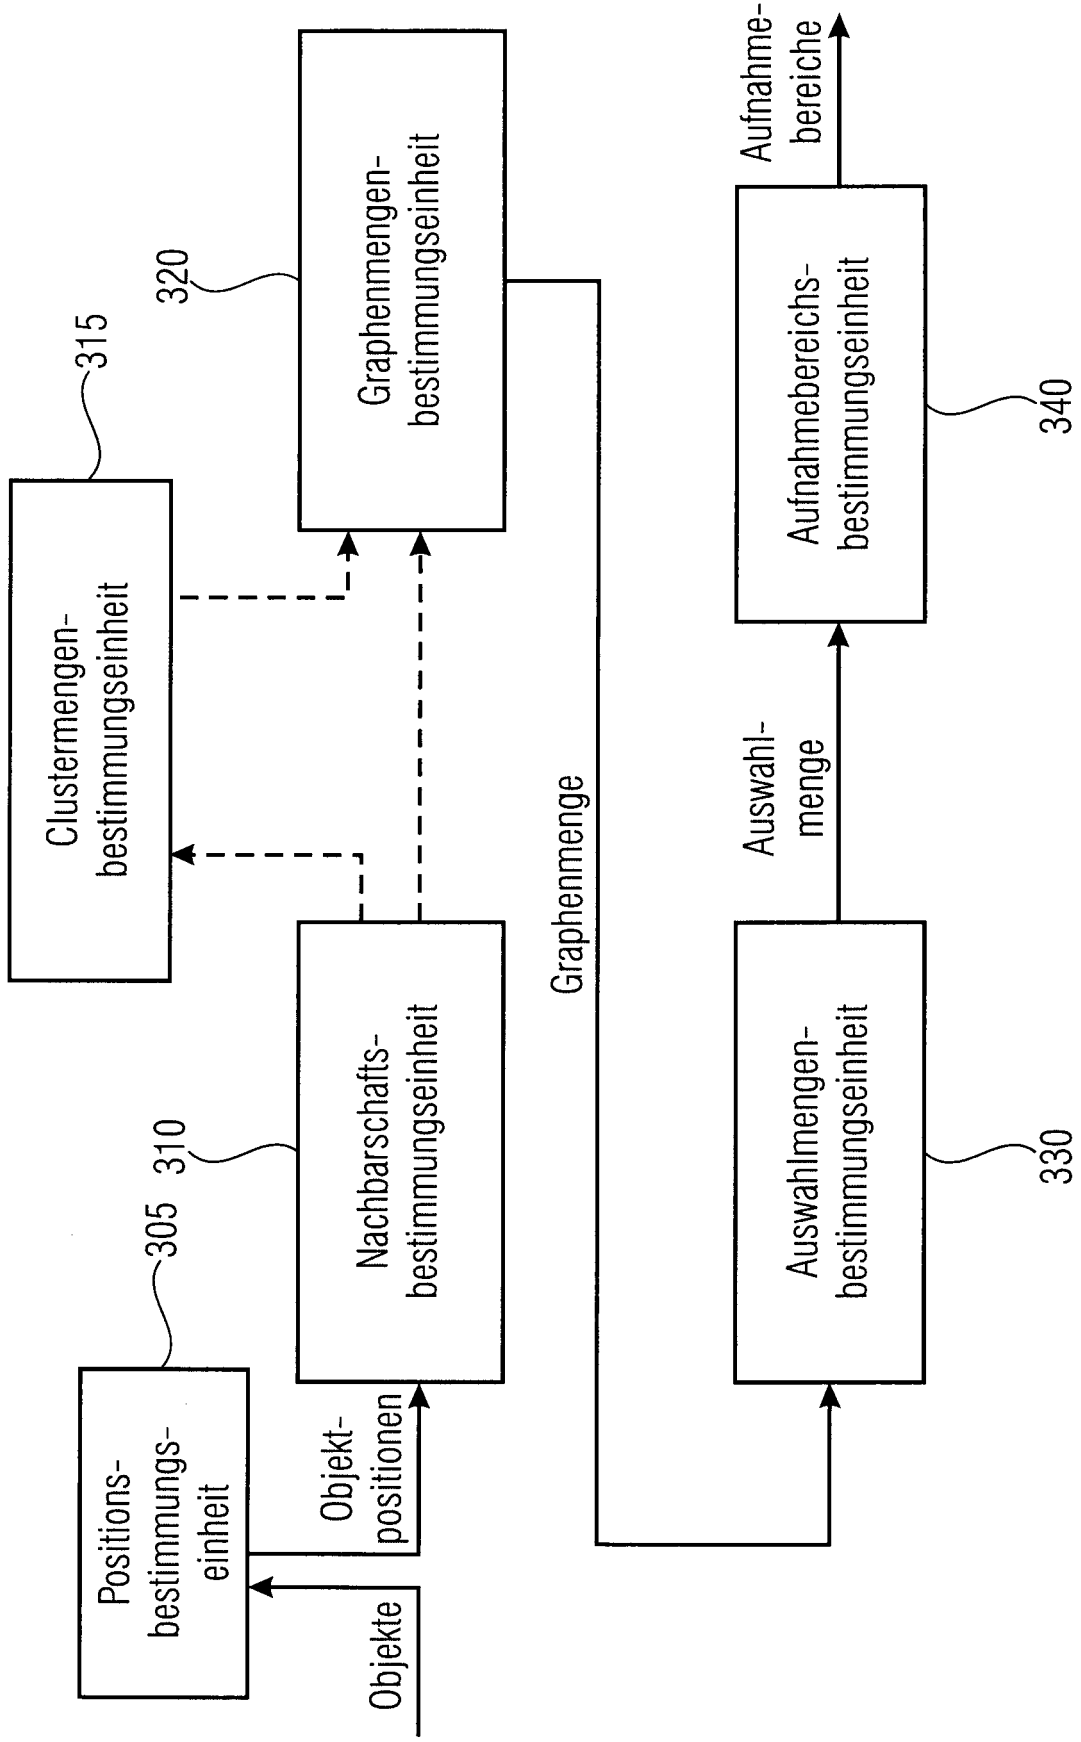 Clustermengen-
bestimmungseinheit
315
Positions-
bestimmungs-
einheit
305
Objekte
Objekt-
positionen
Nachbarschafts-
bestimmungseinheit
310
Graphenmengen-
bestimmungseinheit
320
Graphenmenge
Auswahlmengen-
bestimmungseinheit
330
Auswahl-
menge
Aufnahmebereichs-
bestimmungseinheit
340
Aufnahme-
bereiche